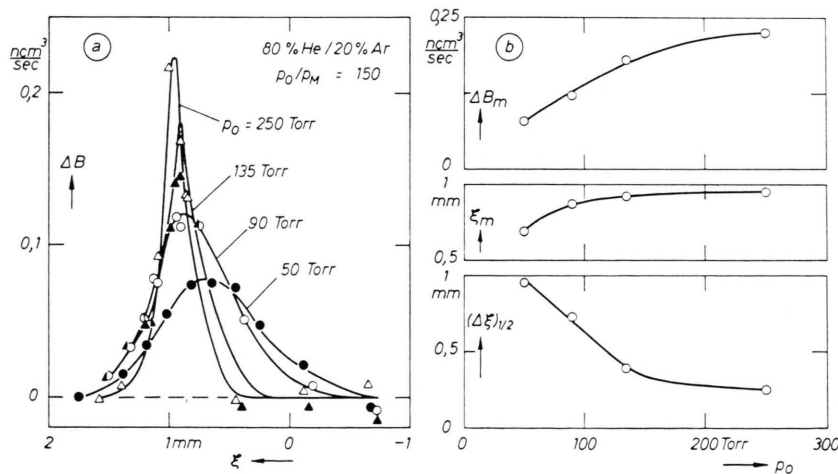 ncm³
sec
a
80 % He / 20 % Ar
p₀/p_M = 150
0,2
p₀ = 250 Torr
ΔB
135 Torr
90 Torr
0,1
50 Torr
0
2
1mm
0
-1
ξ
b
0,25
ncm³
sec
ΔB_m
0
1
mm
ξ_m
0,5
1
mm
(Δξ)₁/₂
0,5
0
0
100
200 Torr
300
p₀